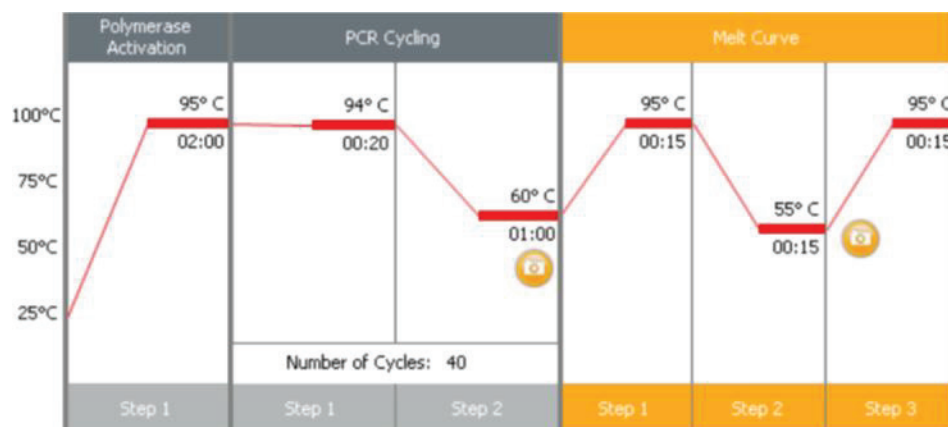 Polymerase
Activation
PCR Cycling
Melt Curve
100°C
75°C
50°C
25°C
95° C
02:00
94° C
00:20
60° C
01:00
95° C
00:15
55° C
00:15
95° C
00:15
Number of Cycles: 40
Step 1
Step 1
Step 2
Step 1
Step 2
Step 3